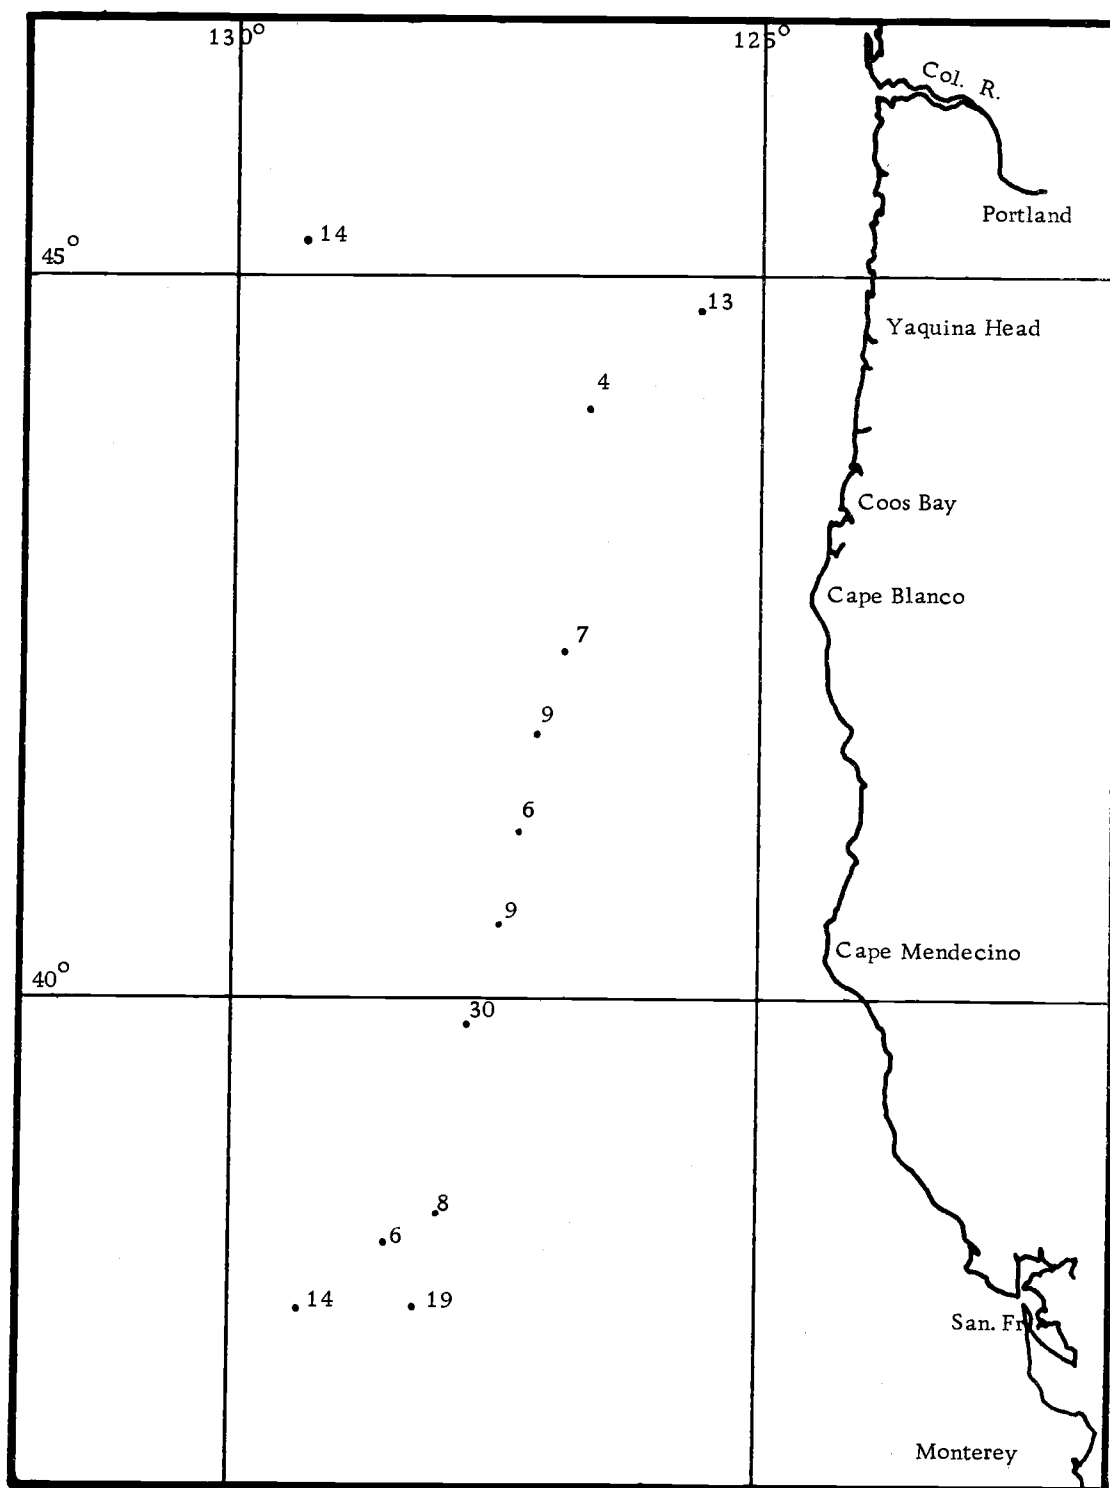 130°
125°
Col. R.
Portland
14
45°
13
Yaquina Head
4
Coos Bay
Cape Blanco
7
9
6
9
Cape Mendecino
40°
30
8
6
14
19
San. Fr
Monterey